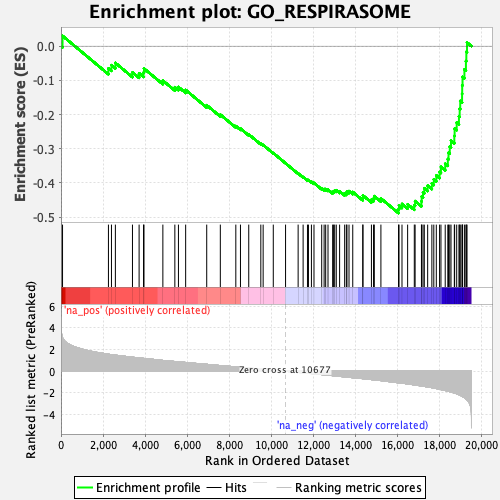 Enrichment plot: GO_RESPIRASOME
Enrichment score (ES)
0.0
-0.1
-0.2
-0.3
-0.4
-0.5
'na_pos' (positively correlated)
Ranked list metric (PreRanked)
6
4
2
0
-2
-4
Zero cross at 10677
'na_neg' (negatively correlated)
0
2,000
4,000
6,000
8,000
10,000
12,000
14,000
16,000
18,000
20,000
Rank in Ordered Dataset
Enrichment profile
Hits
Ranking metric scores